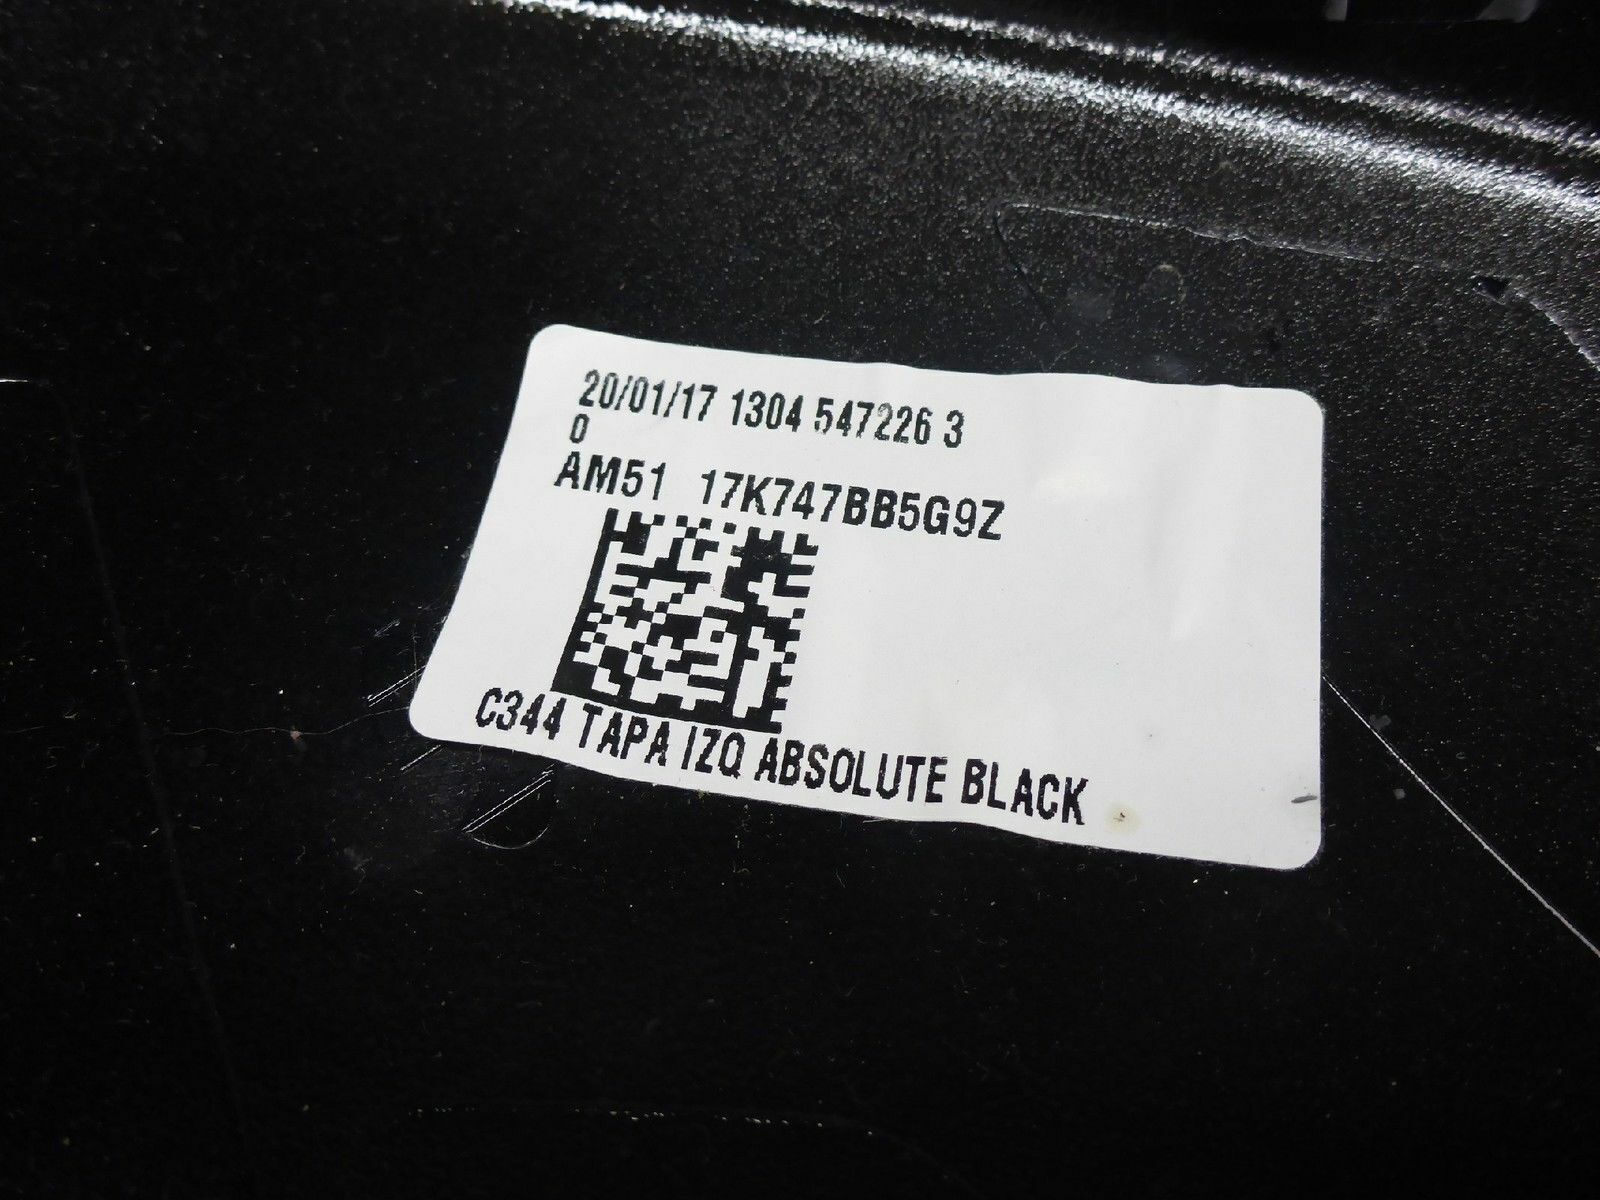 20/01/17 1304 547226 3
0
AM51 17K747BB5G9Z
C344 TAPA IZQ ABSOLUTE BLACK